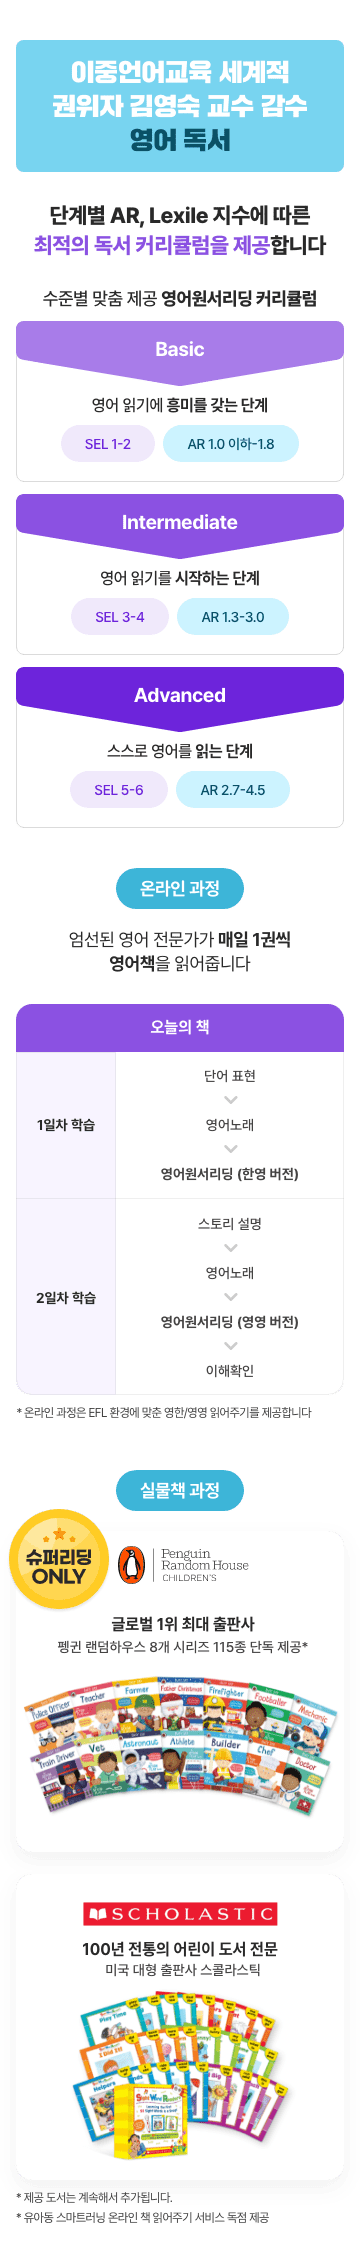 이중언어교육 세계적
권위자 김영숙 교수 감수
영어 독서
단계별 AR, Lexile 지수에 따른
최적의 독서 커리큘럼을 제공합니다
수준별 맞춤 제공 영어원서리딩 커리큘럼
Basic
영어 읽기에 흥미를 갖는 단계
SEL 1-2
AR 1.0 이하-1.8
Intermediate
영어 읽기를 시작하는 단계
SEL 3-4
AR 1.3-3.0
Advanced
스스로 영어를 읽는 단계
SEL 5-6
AR 2.7-4.5
온라인 과정
엄선된 영어 전문가가 매일 1권씩
영어책을 읽어줍니다
오늘의 책
1일차 학습
단어 표현
영어노래
영어원서리딩 (한영 버전)
2일차 학습
스토리 설명
영어노래
영어원서리딩 (영영 버전)
이해확인
* 온라인 과정은 EFL 환경에 맞춘 영한/영영 읽어주기를 제공합니다
실물책 과정
슈퍼리딩
ONLY
Penguin
Random House
CHILDREN'S
글로벌 1위 최대 출판사
펭귄 랜덤하우스 8개 시리즈 115종 단독 제공*
Police Officer
Teacher
Farmer
Father Christmas
Firefighter
Footballer
Mechanic
Train Driver
Vet
Astronaut
Athlete
Builder
Chef
Doctor
SCHOLASTIC
100년 전통의 어린이 도서 전문
미국 대형 출판사 스콜라스틱
Play Time
I Did It!
Helpers
Sight Word Readers
* 제공 도서는 계속해서 추가됩니다.
* 유아동 스마트러닝 온라인 책 읽어주기 서비스 독점 제공